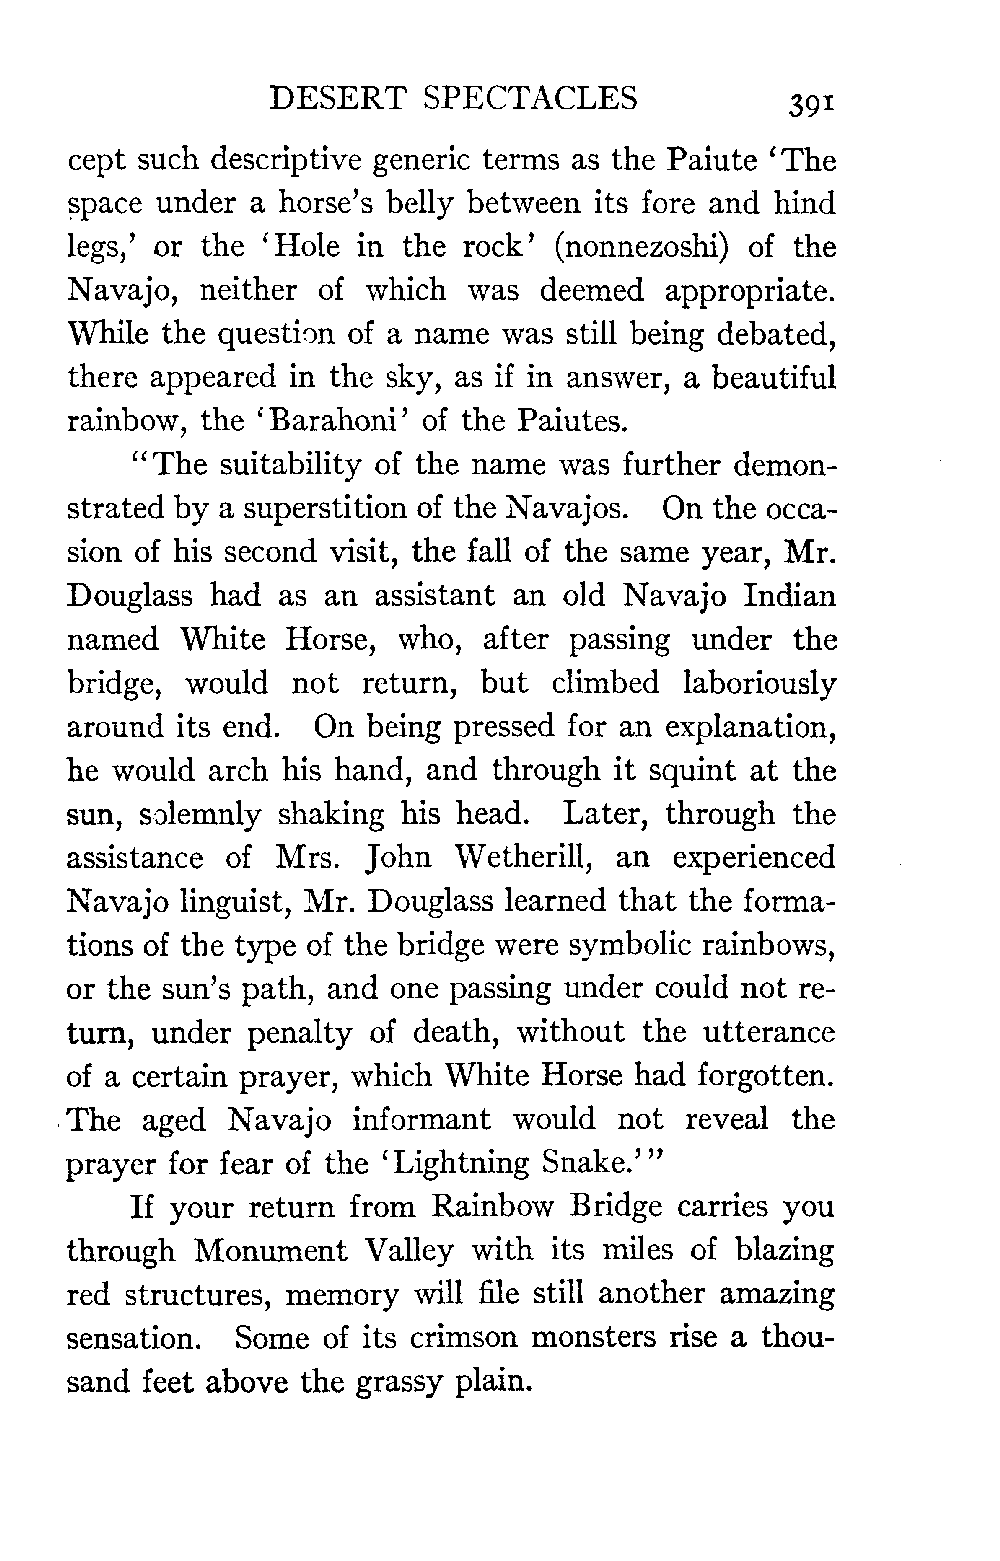 DESERT SPECTACLES 391
cept such descriptive generic terms as the Paiute ‘The
space under a horse’s belly between its fore and hind
legs,’ or the ‘Hole in the rock’ (nonnezoshi) of the
Navajo, neither of which was deemed appropriate.
While the question of a name was still being debated,
there appeared in the sky, as if in answer, a beautiful
rainbow, the ‘Barahoni’ of the Paiutes.
“The suitability of the name was further demon-
strated by a superstition of the Navajos. On the occa-
sion of his second visit, the fall of the same year, Mr.
Douglass had as an assistant an old Navajo Indian
named White Horse, who, after passing under the
bridge, would not return, but climbed laboriously
around its end. On being pressed for an explanation,
he would arch his hand, and through it squint at the
sun, solemnly shaking his head. Later, through the
assistance of Mrs. John Wetherill, an experienced
Navajo linguist, Mr. Douglass learned that the forma-
tions of the type of the bridge were symbolic rainbows,
or the sun’s path, and one passing under could not re-
turn, under penalty of death, without the utterance
of a certain prayer, which White Horse had forgotten.
The aged Navajo informant would not reveal the
prayer for fear of the ‘Lightning Snake.’”
If your return from Rainbow Bridge carries you
through Monument Valley with its miles of blazing
red structures, memory will file still another amazing
sensation. Some of its crimson monsters rise a thou-
sand feet above the grassy plain.